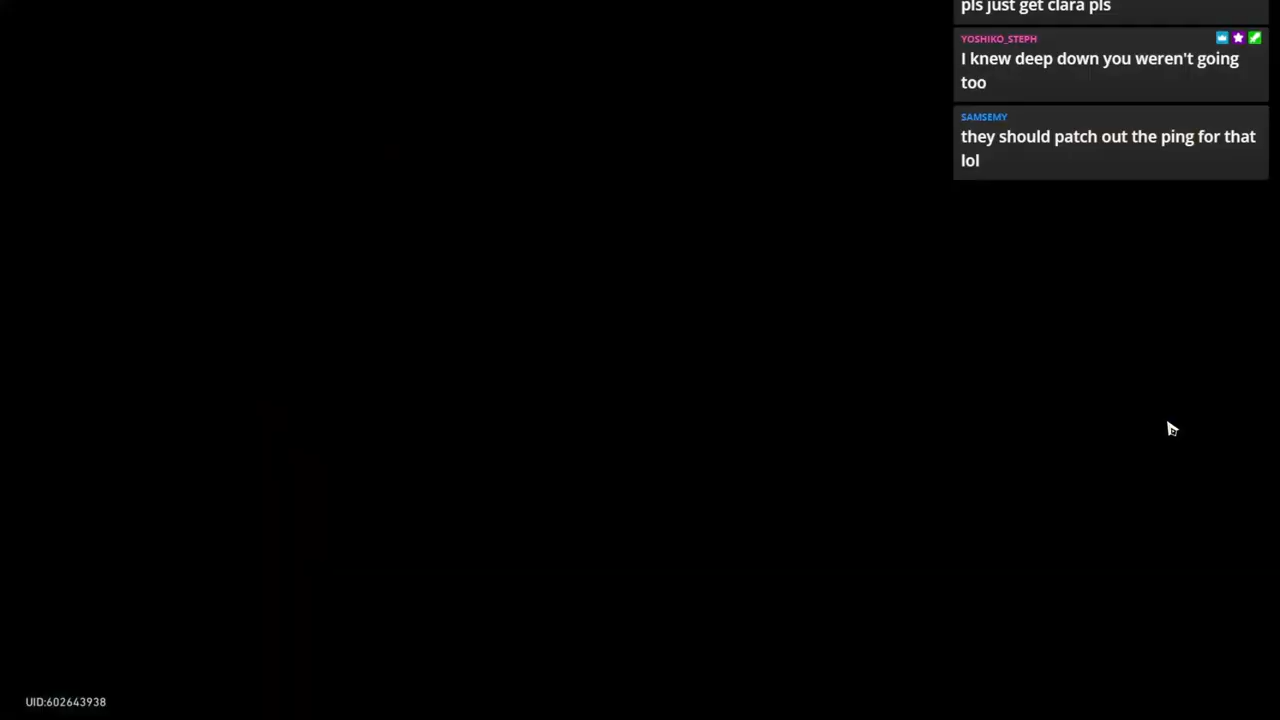 pls just get clara pls
YOSHIKO_STEPH
I knew deep down you weren't going
too
SAMSEMY
they should patch out the ping for that
lol
UID:602643938